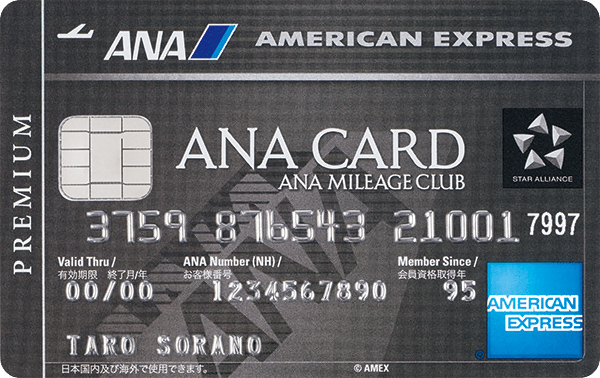 ANA AMERICAN EXPRESS
PREMIUM
ANA CARD
ANA MILEAGE CLUB
STAR ALLIANCE
3759 876543 21001 7997
Valid Thru / ANA Number (NH) / Member Since /
有効期限 終了月/年 お客様番号 会員資格取得年
00/00 1234567890 95
AMERICAN
EXPRESS
®
TARO SORANO
日本国内及び海外で使用できます。 © AMEX